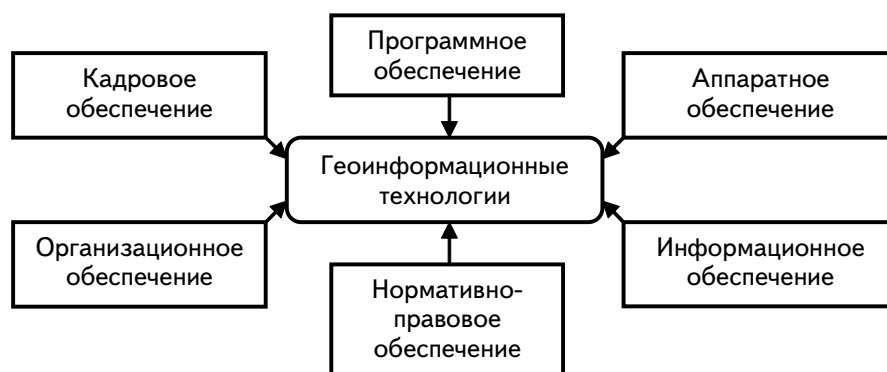 Программное
обеспечение
Кадровое
обеспечение
Аппаратное
обеспечение
Геоинформационные
технологии
Организационное
обеспечение
Информационное
обеспечение
Нормативно-
правовое
обеспечение